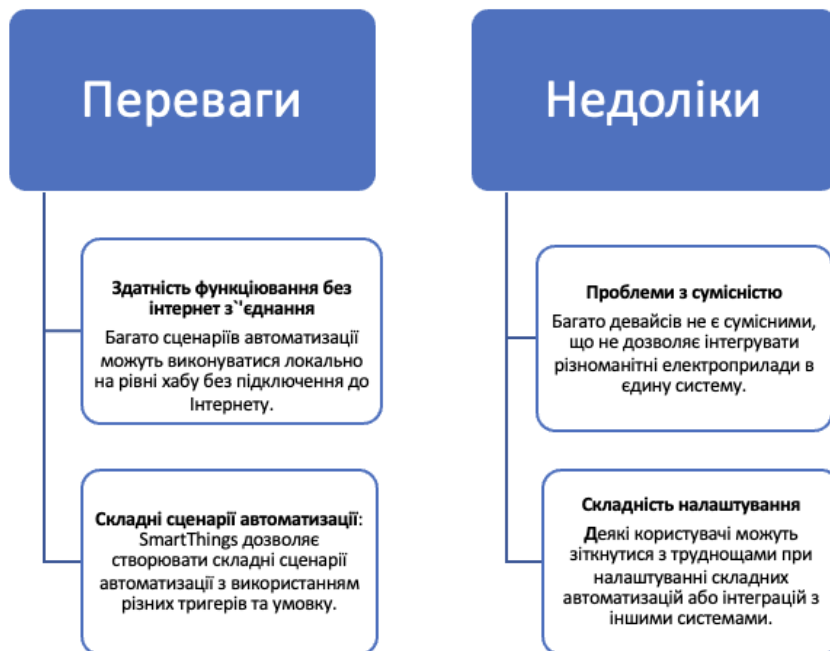 Переваги
Здатність функціювання без
інтернет з`'єднання
Багато сценаріїв автоматизації
можуть виконуватися локально
на рівні хабу без підключення до
Інтернету.
Складні сценарії автоматизації:
SmartThings дозволяє
створювати складні сценарії
автоматизації з використанням
різних тригерів та умовку.
Недоліки
Проблеми з сумісністю
Багато девайсів не є сумісними,
що не дозволяє інтегрувати
різноманітні електроприлади в
єдину систему.
Складність налаштування
Деякі користувачі можуть
зіткнутися з труднощами при
налаштуванні складних
автоматизацій або інтеграцій з
іншими системами.